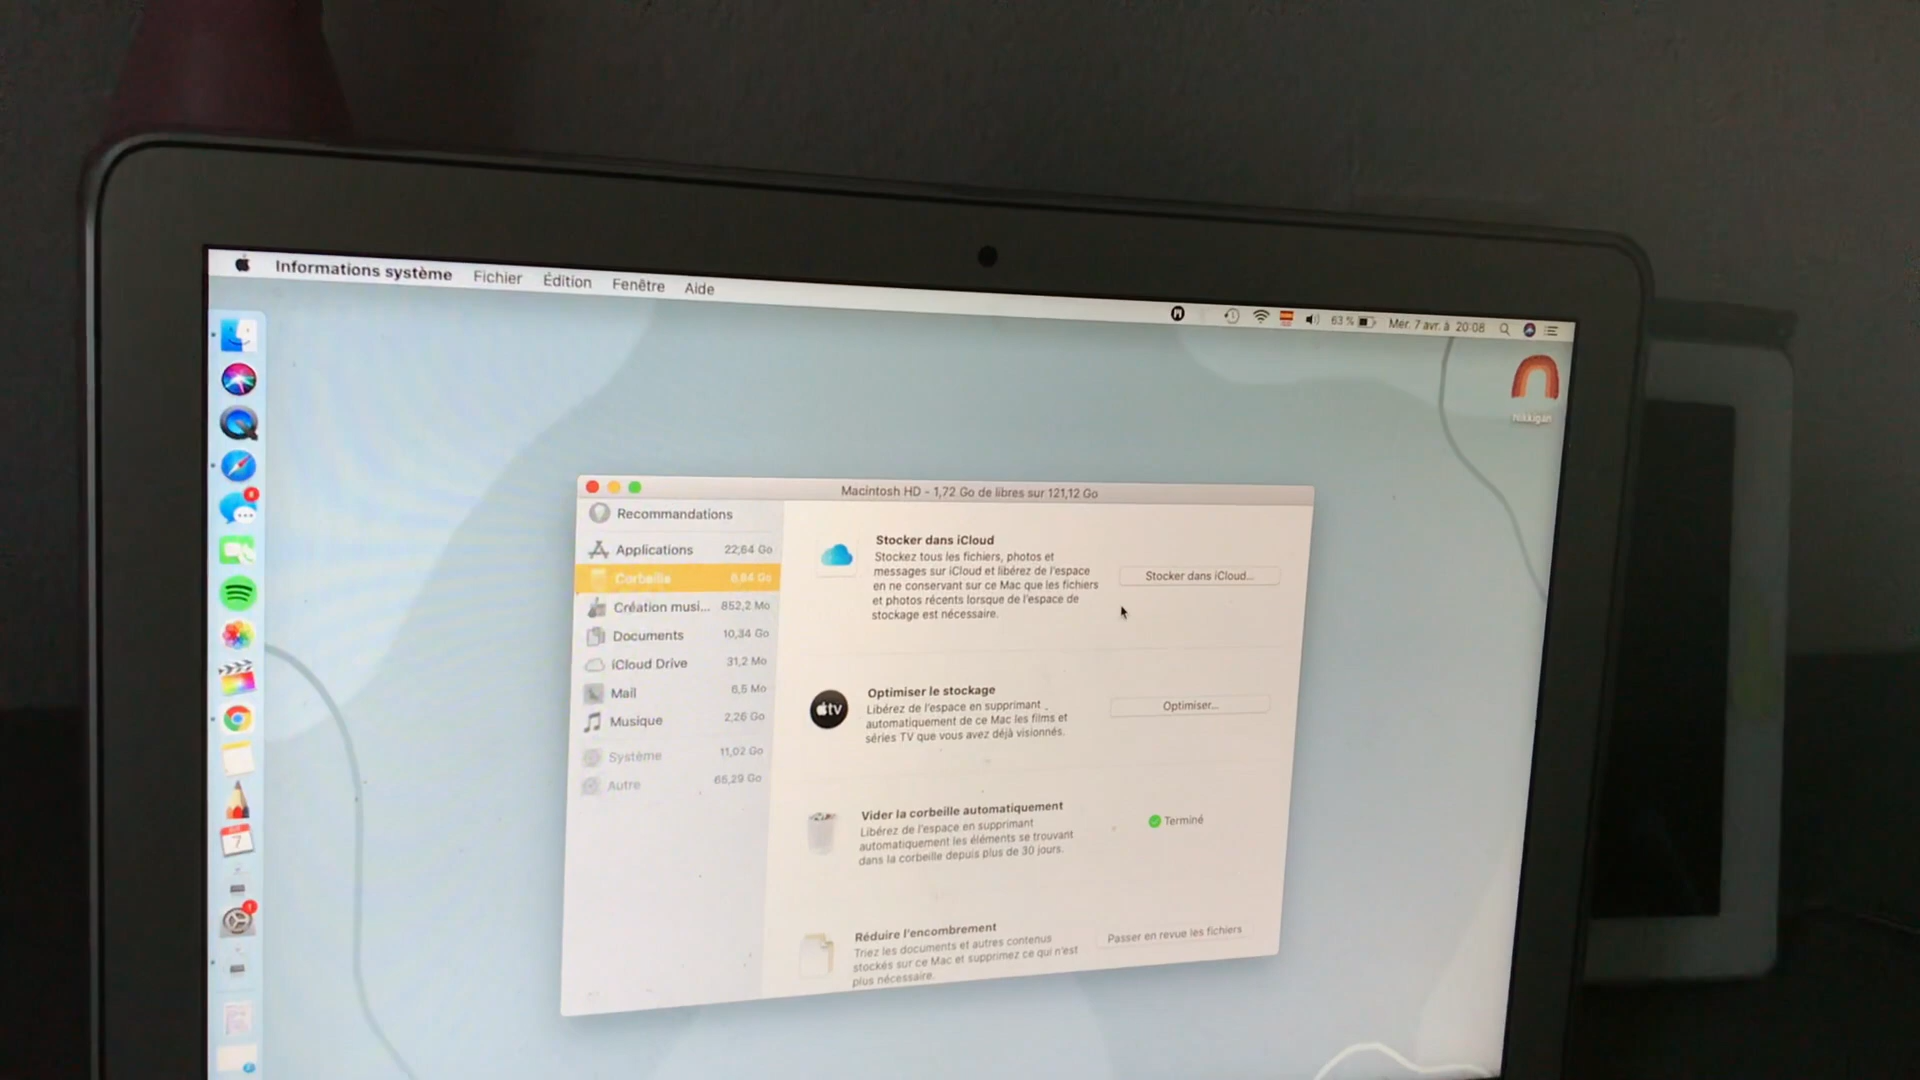 Informations système Fichier Édition Fenêtre Aide
63 % Mer. 7 avr. à 20:08
Nikkigan
Macintosh HD - 1,72 Go de libres sur 121,12 Go
Recommandations
Applications 22,64 Go
Corbeille 6,84 Go
Création musi... 852,2 Mo
Documents 10,34 Go
iCloud Drive 31,2 Mo
Mail 6,5 Mo
Musique 2,26 Go
Système 11,02 Go
Autre 65,29 Go
Stocker dans iCloud
Stockez tous les fichiers, photos et
messages sur iCloud et libérez de l'espace
en ne conservant sur ce Mac que les fichiers
et photos récents lorsque de l'espace de
stockage est nécessaire.
Stocker dans iCloud...
tv
Optimiser le stockage
Libérez de l'espace en supprimant
automatiquement de ce Mac les films et
séries TV que vous avez déjà visionnés.
Optimiser...
Vider la corbeille automatiquement
Libérez de l'espace en supprimant
automatiquement les éléments se trouvant
dans la corbeille depuis plus de 30 jours.
Terminé
Réduire l'encombrement
Triez les documents et autres contenus
stockés sur ce Mac et supprimez ce qui n'est
plus nécessaire.
Passer en revue les fichiers
7